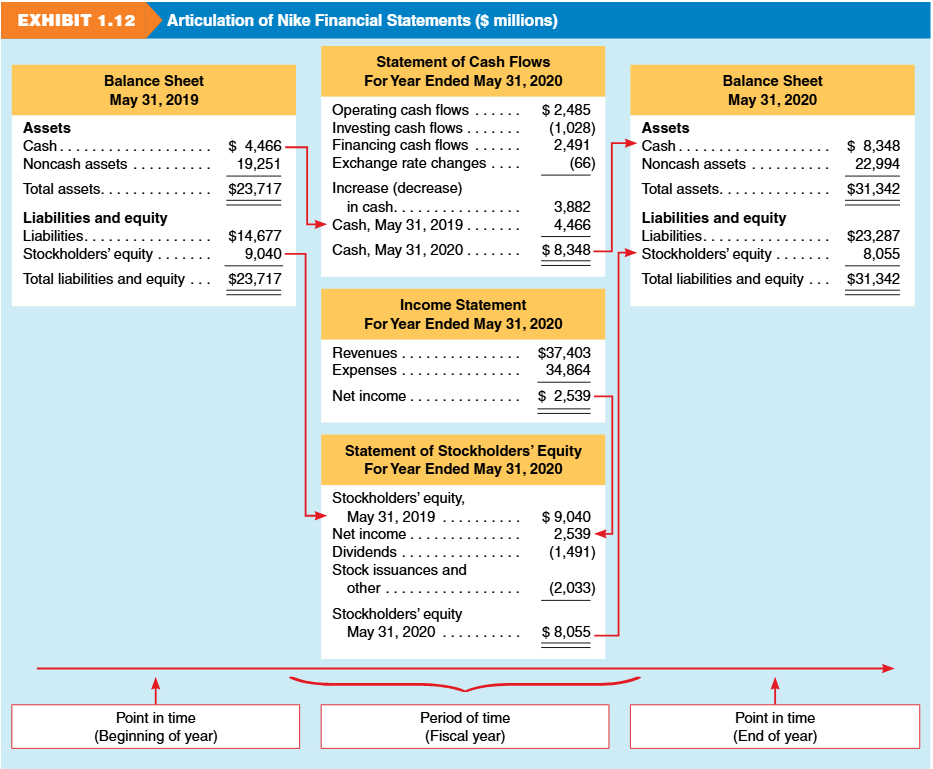 EXHIBIT 1.12 Articulation of Nike Financial Statements ($ millions)
Balance Sheet
May 31, 2019
Assets
Cash. . . . . . . . . . . . . . . . . . . $ 4,466
Noncash assets . . . . . . . . . . 19,251
Total assets. . . . . . . . . . . . . . $23,717
Liabilities and equity
Liabilities. . . . . . . . . . . . . . . . $14,677
Stockholders' equity . . . . . . . 9,040
Total liabilities and equity . . . $23,717
Statement of Cash Flows
For Year Ended May 31, 2020
Operating cash flows . . . . . . $ 2,485
Investing cash flows . . . . . . . (1,028)
Financing cash flows . . . . . . 2,491
Exchange rate changes . . . . (66)
Increase (decrease)
in cash. . . . . . . . . . . . . . . . 3,882
Cash, May 31, 2019 . . . . . . . 4,466
Cash, May 31, 2020 . . . . . . . $ 8,348
Income Statement
For Year Ended May 31, 2020
Revenues . . . . . . . . . . . . . . . $37,403
Expenses . . . . . . . . . . . . . . . 34,864
Net income . . . . . . . . . . . . . . $ 2,539
Statement of Stockholders' Equity
For Year Ended May 31, 2020
Stockholders' equity,
May 31, 2019 . . . . . . . . . . $ 9,040
Net income . . . . . . . . . . . . . . 2,539
Dividends . . . . . . . . . . . . . . . (1,491)
Stock issuances and
other . . . . . . . . . . . . . . . . . (2,033)
Stockholders' equity
May 31, 2020 . . . . . . . . . . $ 8,055
Balance Sheet
May 31, 2020
Assets
Cash. . . . . . . . . . . . . . . . . . . $ 8,348
Noncash assets . . . . . . . . . . 22,994
Total assets. . . . . . . . . . . . . . $31,342
Liabilities and equity
Liabilities. . . . . . . . . . . . . . . . $23,287
Stockholders' equity . . . . . . . 8,055
Total liabilities and equity . . . $31,342
Point in time
(Beginning of year)
Period of time
(Fiscal year)
Point in time
(End of year)